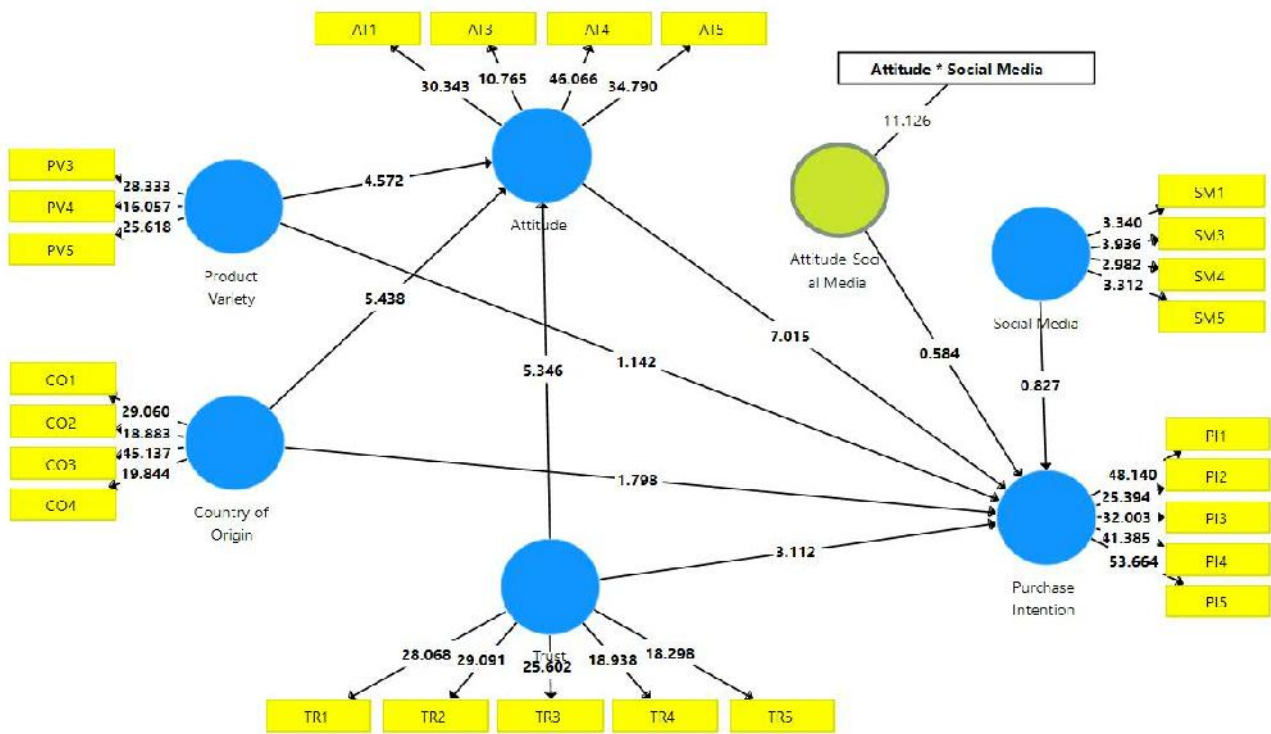 AT1
AT3
AT4
AT5
Attitude * Social Media
30.343
10.765
46.066
34.790
11.126
PV3
PV4
PV5
28.333
16.057
25.618
4.572
Attitude
Product
Variety
Attitude Soci
al Media
Social Media
3.340
3.936
2.982
3.312
SM1
SM3
SM4
SM5
5.438
5.346
7.015
1.142
0.584
0.827
CO1
CO2
CO3
CO4
29.060
18.883
45.137
19.844
Country of
Origin
1.798
3.112
48.140
25.394
32.003
41.385
53.664
PI1
PI2
PI3
PI4
PI5
Purchase
Intention
Trust
28.068
29.091
25.602
18.938
18.298
TR1
TR2
TR3
TR4
TR5